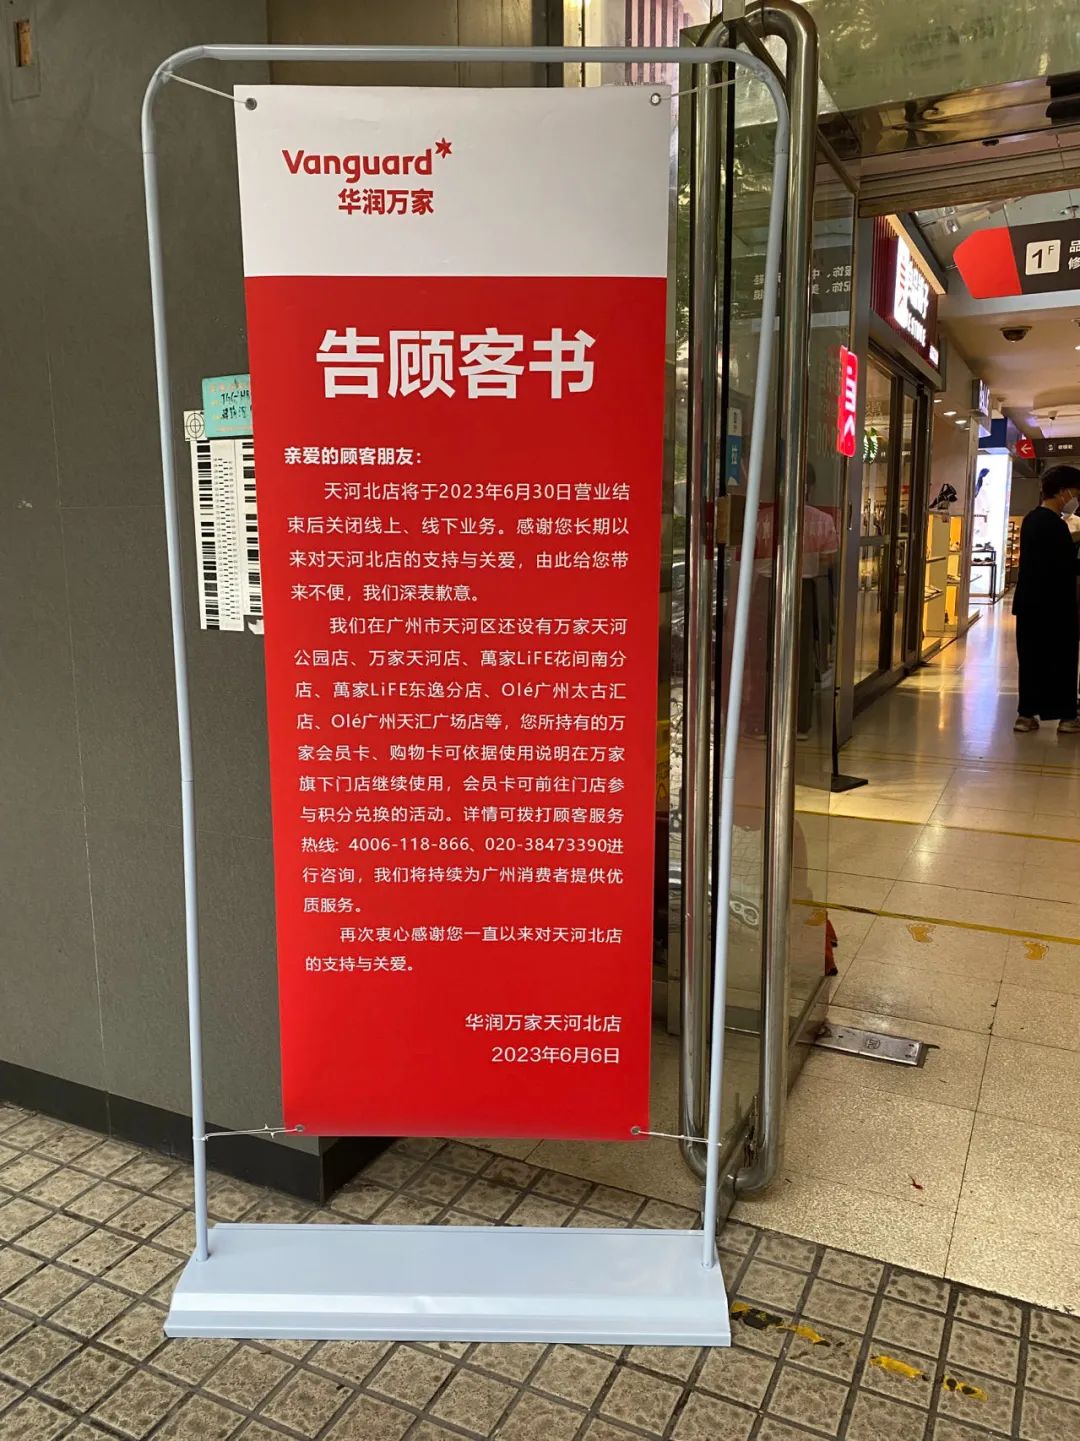 Vanguard
华润万家
告顾客书
亲爱的顾客朋友：
天河北店将于2023年6月30日营业结
束后关闭线上、线下业务。感谢您长期以
来对天河北店的支持与关爱，由此给您带
来不便，我们深表歉意。
我们在广州市天河区还设有万家天河
公园店、万家天河店、萬家LiFE花间南分
店、萬家LiFE东逸分店、Olé广州太古汇
店、Olé广州天汇广场店等，您所持有的万
家会员卡、购物卡可依据使用说明在万家
旗下门店继续使用，会员卡可前往门店参
与积分兑换的活动。详情可拨打顾客服务
热线：4006-118-866、020-38473390进
行咨询，我们将持续为广州消费者提供优
质服务。
再次衷心感谢您一直以来对天河北店
的支持与关爱。
华润万家天河北店
2023年6月6日
1F